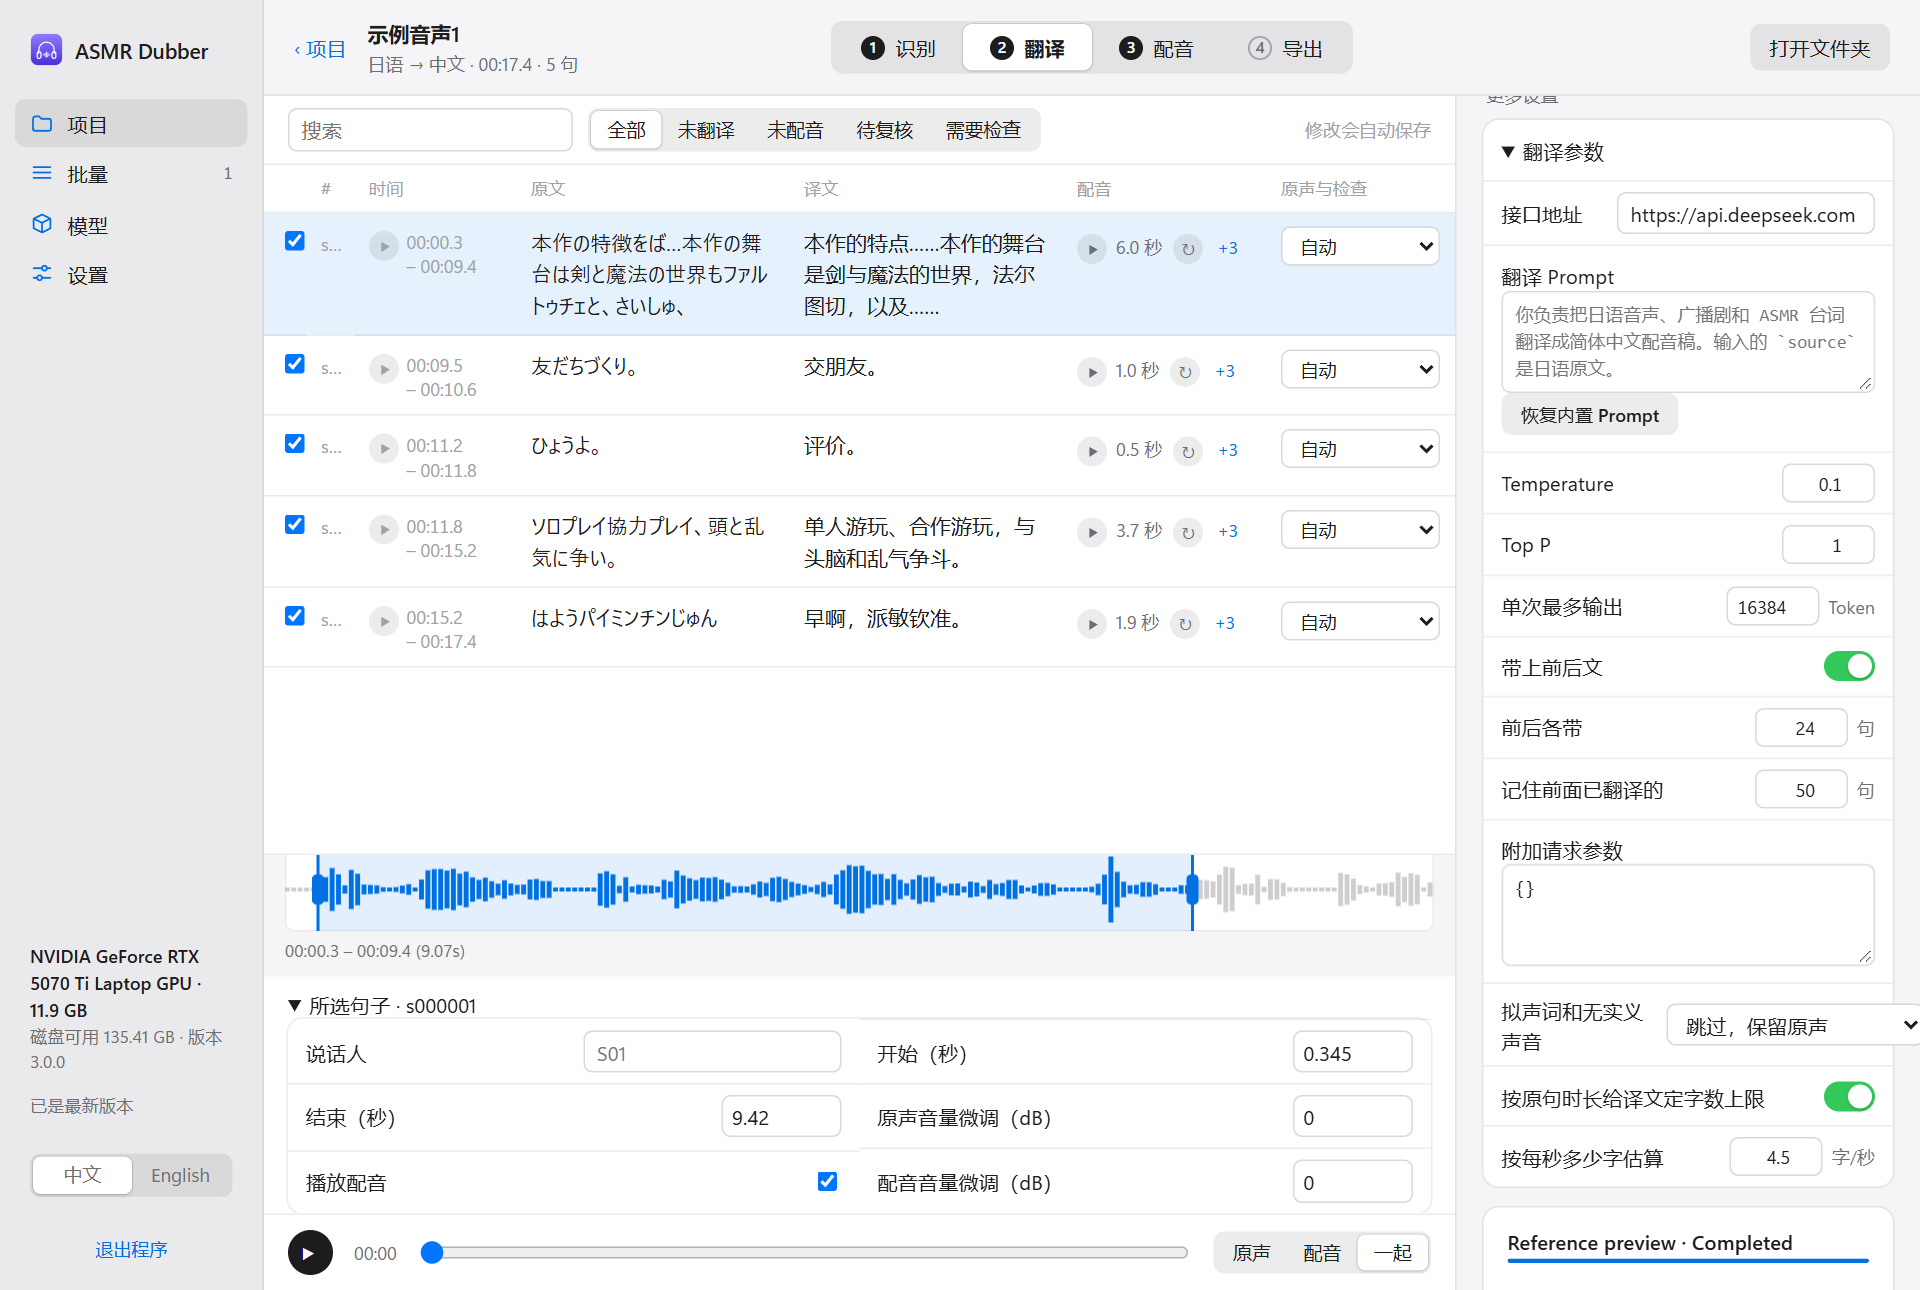 ASMR Dubber
项目
批量
1
模型
设置
NVIDIA GeForce RTX
5070 Ti Laptop GPU ·
11.9 GB
磁盘可用 135.41 GB · 版本
3.0.0
已是最新版本
中文
English
退出程序
‹ 项目
示例音声1
日语 → 中文 · 00:17.4 · 5 句
1 识别
2 翻译
3 配音
4 导出
打开文件夹
搜索
全部
未翻译
未配音
待复核
需要检查
修改会自动保存
# 时间 原文 译文 配音 原声与检查
s...
00:00.3
– 00:09.4
本作の特徴をば...本作の舞
台は剣と魔法の世界もファル
トゥチェと、さいしゅ、
本作的特点......本作的舞台
是剑与魔法的世界，法尔
图切，以及......
6.0 秒 ↻ +3
自动
s...
00:09.5
– 00:10.6
友だちづくり。
交朋友。
1.0 秒 ↻ +3
自动
s...
00:11.2
– 00:11.8
ひょうよ。
评价。
0.5 秒 ↻ +3
自动
s...
00:11.8
– 00:15.2
ソロプレイ協力プレイ、頭と乱
気に争い。
单人游玩、合作游玩，与
头脑和乱气争斗。
3.7 秒 ↻ +3
自动
s...
00:15.2
– 00:17.4
はようパイミンチンじゅん
早啊，派敏钦准。
1.9 秒 ↻ +3
自动
00:00.3 – 00:09.4 (9.07s)
▼ 所选句子 · s000001
说话人 S01
开始（秒） 0.345
结束（秒） 9.42
原声音量微调（dB） 0
播放配音
配音音量微调（dB） 0
00:00
原声
配音
一起
更多设置
▼ 翻译参数
接口地址 https://api.deepseek.com
翻译 Prompt
你负责把日语音声、广播剧和 ASMR 台词
翻译成简体中文配音稿。输入的 `source`
是日语原文。
恢复内置 Prompt
Temperature 0.1
Top P 1
单次最多输出 16384 Token
带上前后文
前后各带 24 句
记住前面已翻译的 50 句
附加请求参数
{}
拟声词和无实义
声音
跳过，保留原声
按原句时长给译文定字数上限
按每秒多少字估算 4.5 字/秒
Reference preview · Completed